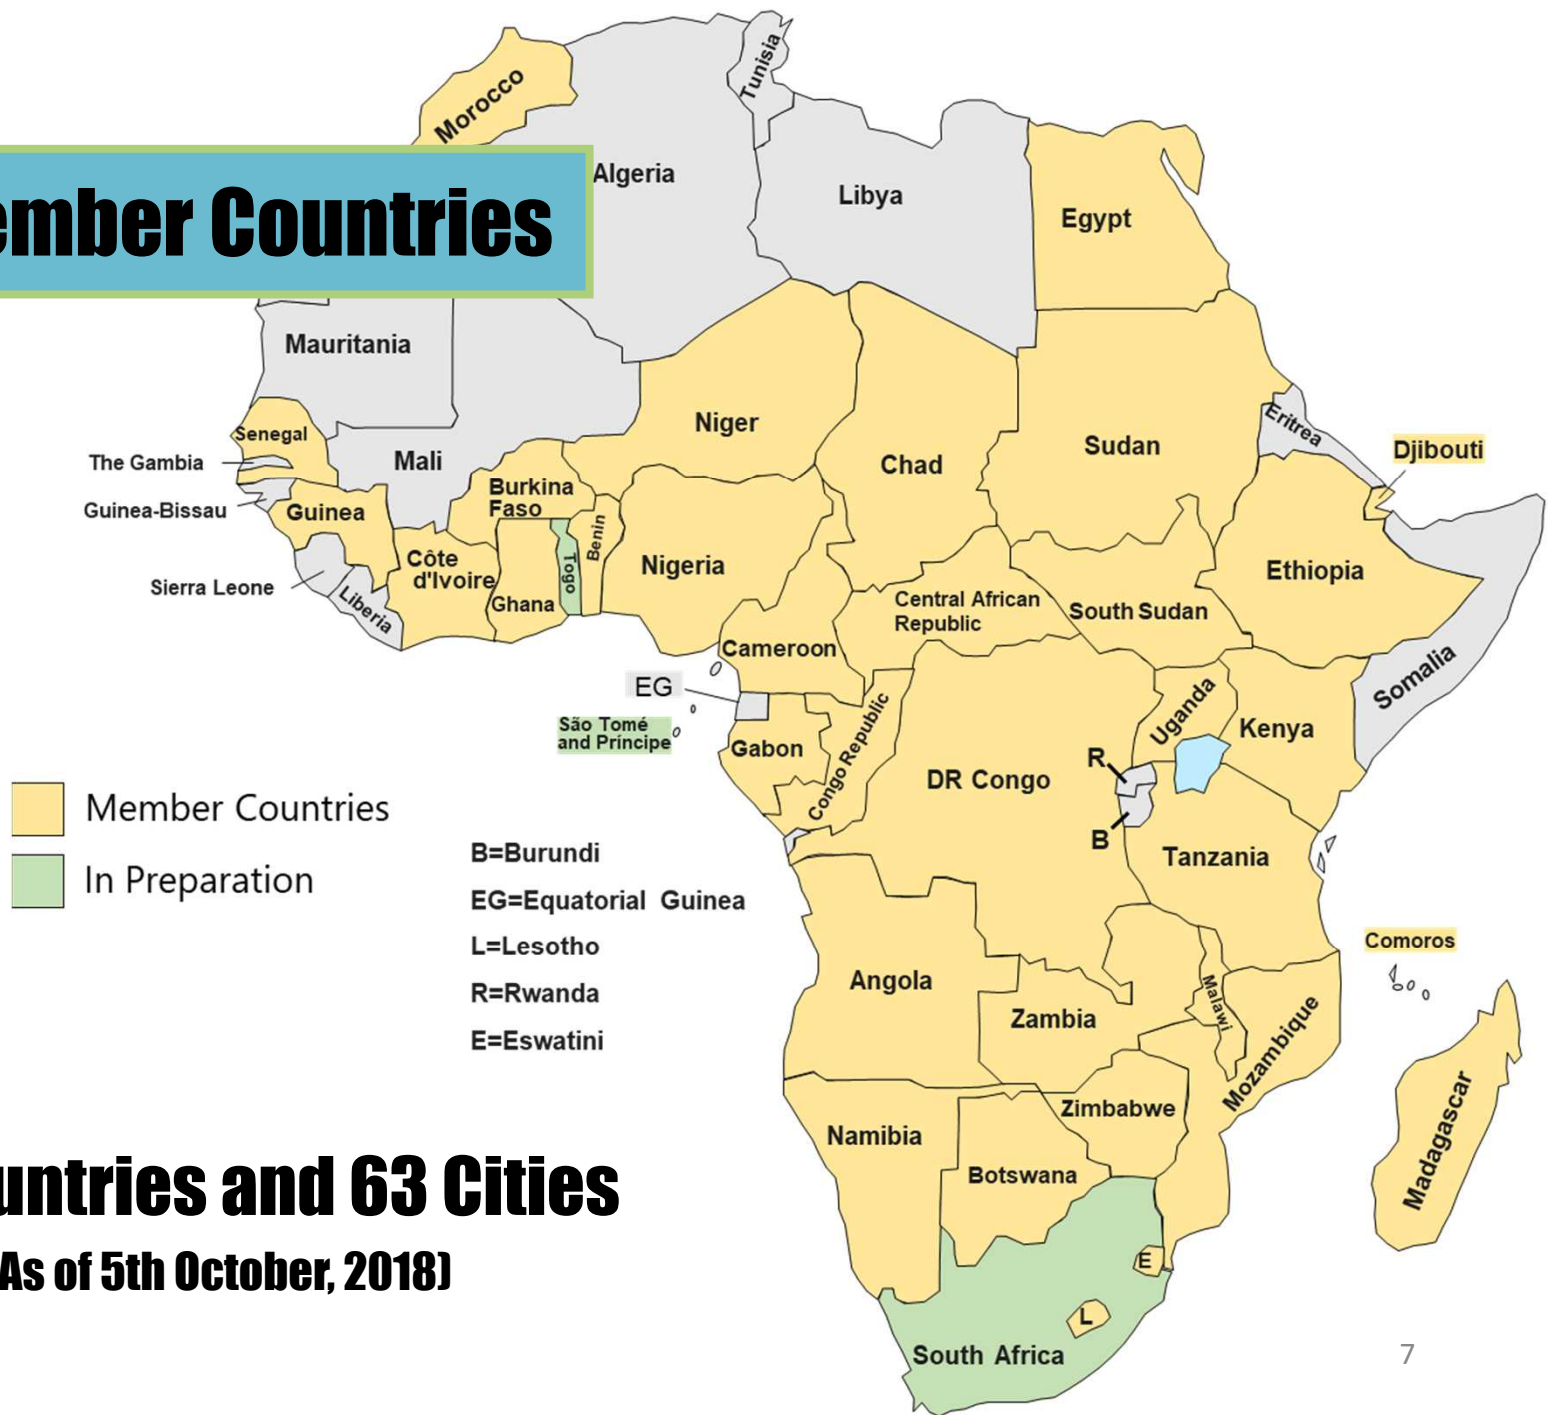 Morocco
Tunisia
Algeria
Libya
Egypt
ember Countries
Mauritania
Mali
Niger
Chad
Sudan
Eritrea
Djibouti
Senegal
The Gambia
Guinea-Bissau
Guinea
Sierra Leone
Liberia
Côte
d'Ivoire
Burkina
Faso
Ghana
Togo
Benin
Nigeria
Cameroon
Central African
Republic
South Sudan
Ethiopia
Somalia
EG
São Tomé
and Príncipe
Gabon
Congo Republic
DR Congo
Uganda
Kenya
R
B
Tanzania
Member Countries
In Preparation
B=Burundi
EG=Equatorial Guinea
L=Lesotho
R=Rwanda
E=Eswatini
Comoros
Angola
Zambia
Malawi
Mozambique
Zimbabwe
Namibia
Botswana
Madagascar
E
L
South Africa
untries and 63 Cities
As of 5th October, 2018)
7